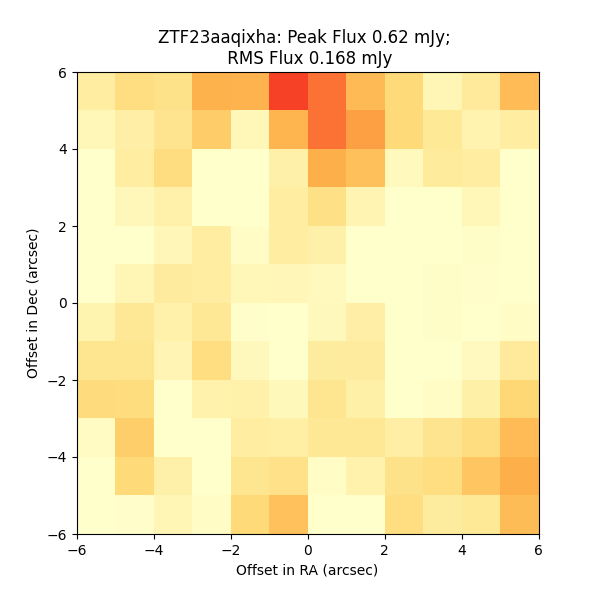 ZTF23aaqixha: Peak Flux 0.62 mJy;
RMS Flux 0.168 mJy
6
4
2
0
−2
−4
−6
Offset in Dec (arcsec)
−6 −4 −2 0 2 4 6
Offset in RA (arcsec)